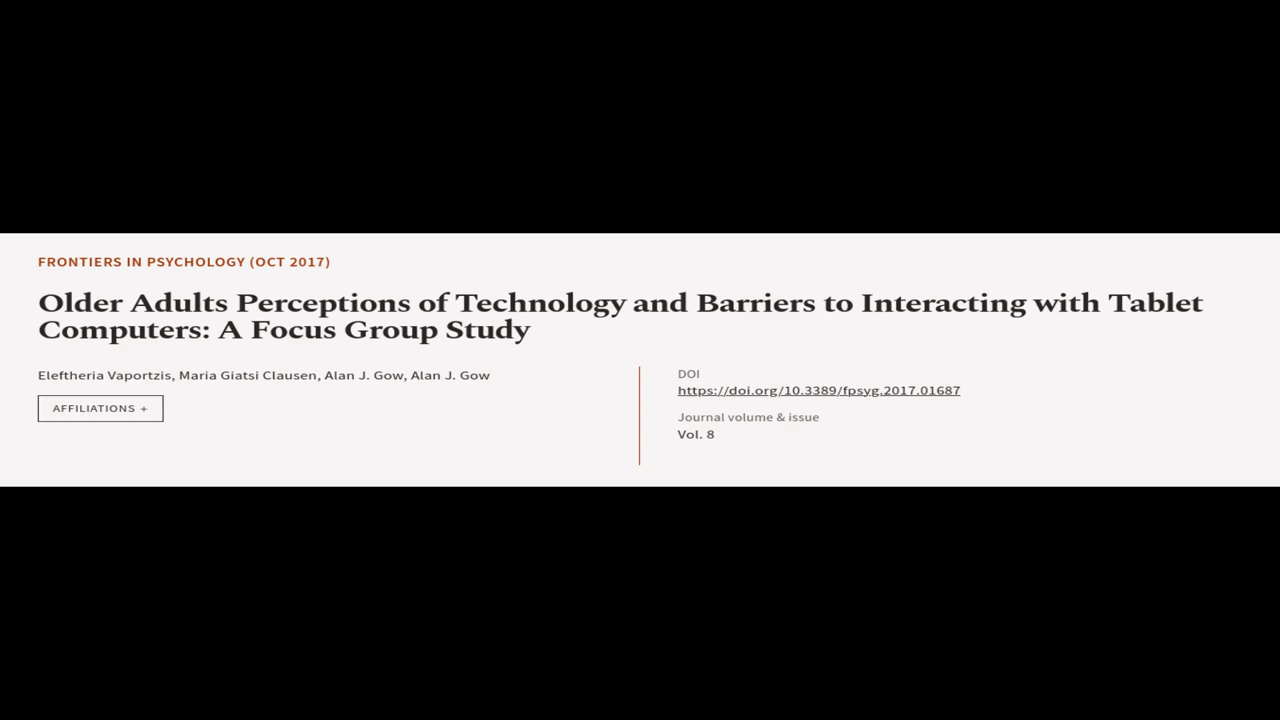 FRONTIERS IN PSYCHOLOGY (OCT 2017)
Older Adults Perceptions of Technology and Barriers to Interacting with Tablet
Computers: A Focus Group Study
Eleftheria Vaportzis, Maria Giatsi Clausen, Alan J. Gow, Alan J. Gow
AFFILIATIONS +
DOI
https://doi.org/10.3389/fpsyg.2017.01687
Journal volume & issue
Vol. 8